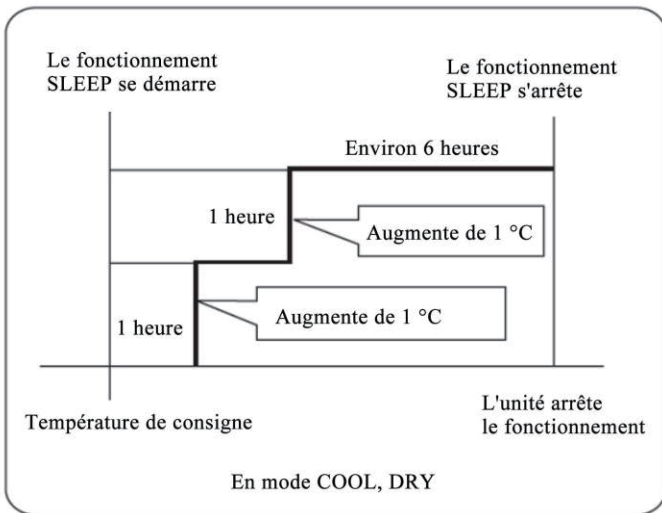 Le fonctionnement
SLEEP se démarre
Le fonctionnement
SLEEP s'arrête
Environ 6 heures
1 heure
Augmente de 1 °C
1 heure
Augmente de 1 °C
Température de consigne
L'unité arrête
le fonctionnement
En mode COOL, DRY